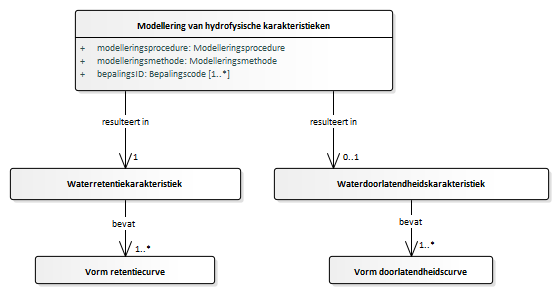 Modellering van hydrofysische karakteristieken
+ modelleringsprocedure: Modelleringsprocedure
+ modelleringsmethode: Modelleringsmethode
+ bepalingsID: Bepalingscode [1..*]
resulteert in
resulteert in
1
0..1
Waterretentiekarakteristiek
Waterdoorlatendheidskarakteristiek
bevat
bevat
1..*
1..*
Vorm retentiecurve
Vorm doorlatendheidscurve